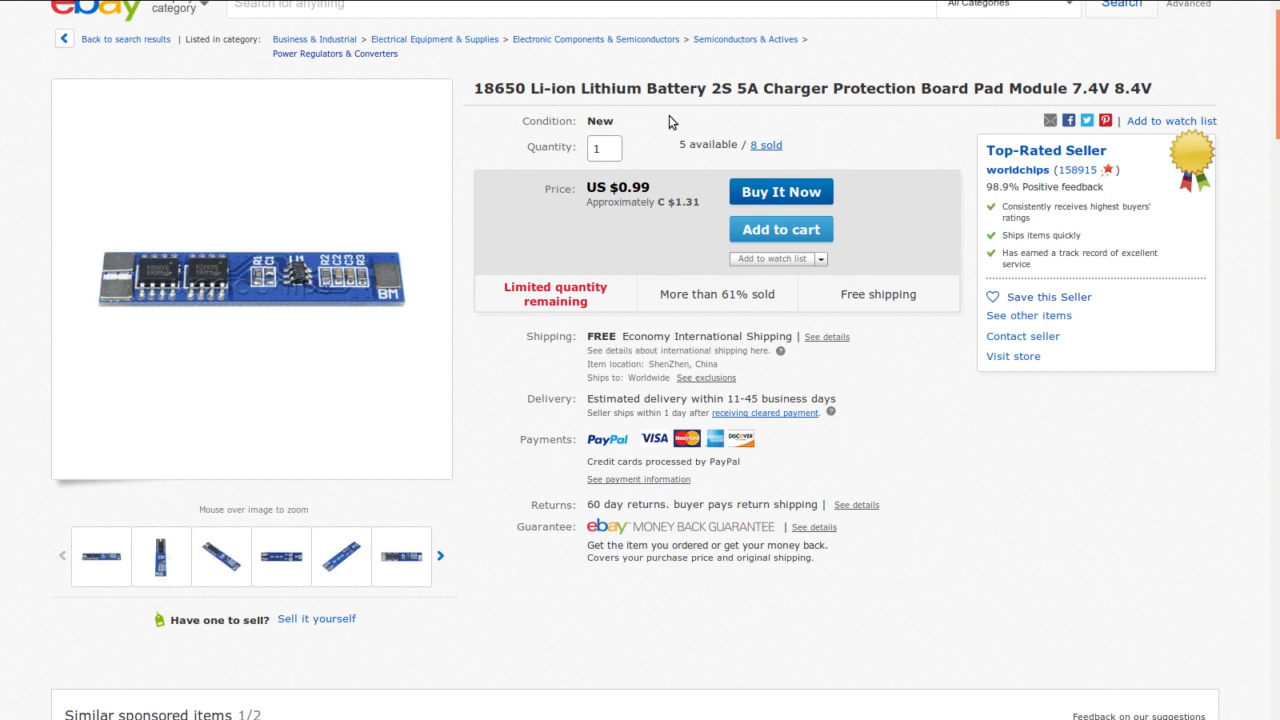 ebay
category
Search for anything
All Categories
Search
Advanced
Back to search results | Listed in category: Business & Industrial > Electrical Equipment & Supplies > Electronic Components & Semiconductors > Semiconductors & Actives >
Power Regulators & Converters
18650 Li-ion Lithium Battery 2S 5A Charger Protection Board Pad Module 7.4V 8.4V
Condition: New
Quantity: 1
5 available / 8 sold
Price: US $0.99
Approximately C $1.31
Buy It Now
Add to cart
Add to watch list
Limited quantity remaining
More than 61% sold
Free shipping
Shipping: FREE Economy International Shipping | See details
See details about international shipping here.
Item location: ShenZhen, China
Ships to: Worldwide See exclusions
Delivery: Estimated delivery within 11-45 business days
Seller ships within 1 day after receiving cleared payment.
Payments: PayPal VISA MasterCard DISCOVER
Credit cards processed by PayPal
See payment information
Returns: 60 day returns. buyer pays return shipping | See details
Guarantee: ebay MONEY BACK GUARANTEE | See details
Get the item you ordered or get your money back.
Covers your purchase price and original shipping.
| Add to watch list
Top-Rated Seller
worldchips (158915 )
98.9% Positive feedback
Consistently receives highest buyers'
ratings
Ships items quickly
Has earned a track record of excellent
service
Save this Seller
See other items
Contact seller
Visit store
BM
Mouse over image to zoom
Have one to sell? Sell it yourself
Similar sponsored items 1/2
Feedback on our suggestions